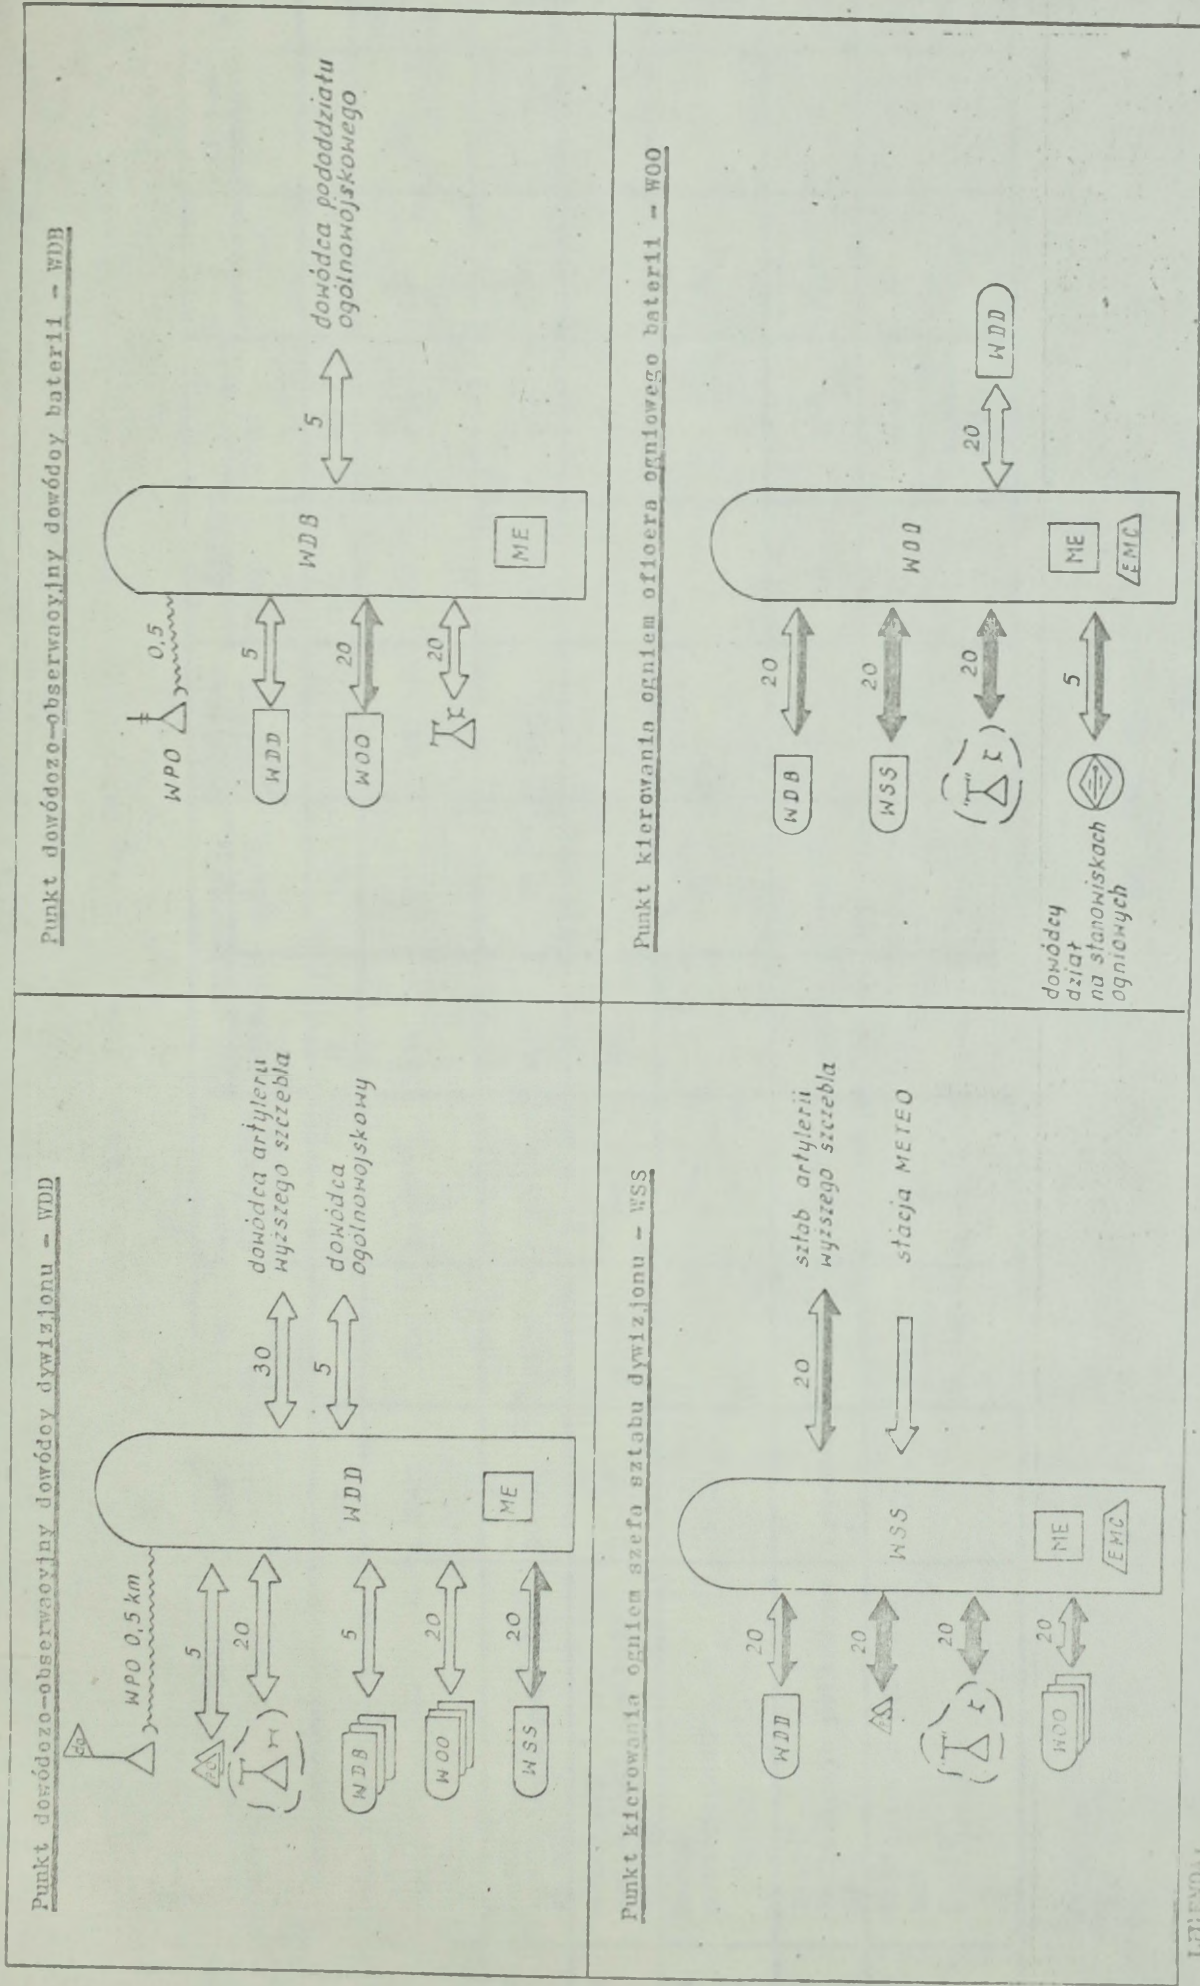 Punkt dowódczo-obserwacyjny dowódcy dywizjonu - WDD
WPO 0,5 km
5
20
5
20
20
WDB
WOO
WSS
WDD
ME
30
dowódca artylerii
wyższego szczebla
5
dowódca
ogólnowojskowy
Punkt dowódczo-obserwacyjny dowódcy baterii - WDB
WPO
0,5
WDD
5
WOO
20
20
WDB
ME
5
dowódca pododdziału
ogólnowojskowego
Punkt kierowania ogniem szefa sztabu dywizjonu - WSS
WDD
20
20
"T"
20
WOO
20
WSS
ME
EMC
20
sztab artylerii
wyższego szczebla
stacja METEO
Punkt kierowania ogniem oficera ogniowego baterii - WOO
WDB
20
WSS
20
"T"
20
dowódcy
dział
na stanowiskach
ogniowych
5
WOO
ME
EMC
20
WDD